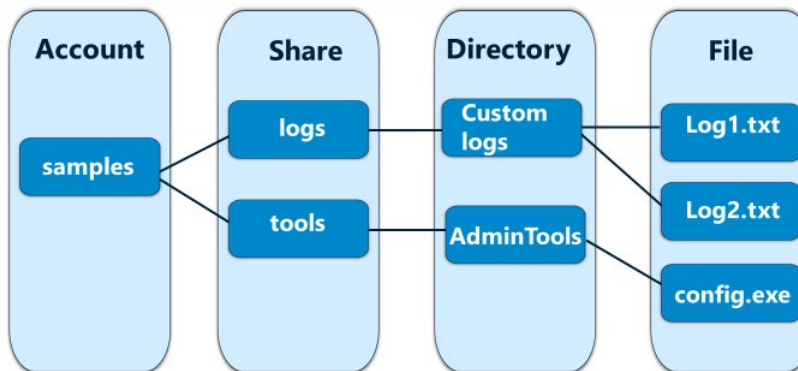 Account
Share
Directory
File
samples
logs
tools
Custom
logs
AdminTools
Log1.txt
Log2.txt
config.exe